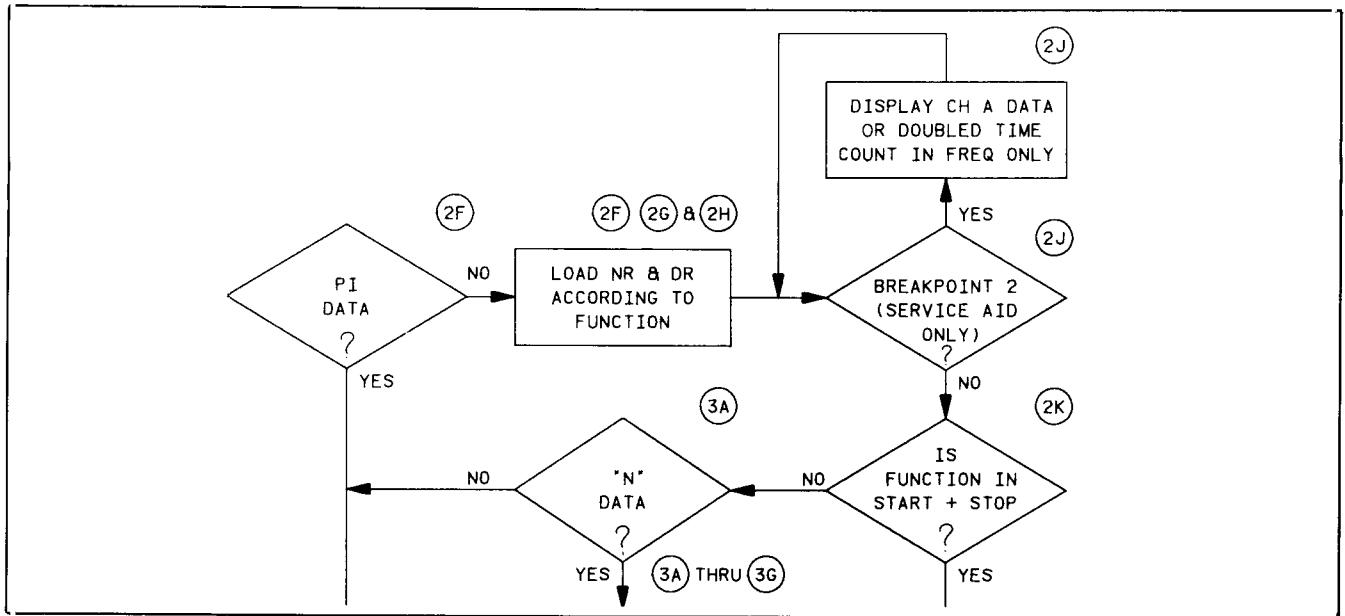 2J
DISPLAY CH A DATA
OR DOUBLED TIME
COUNT IN FREQ ONLY
YES
2F
2F 2G & 2H
2J
PI
DATA
?
NO
LOAD NR & DR
ACCORDING TO
FUNCTION
BREAKPOINT 2
(SERVICE AID
ONLY)
?
YES
NO
3A
2K
NO
"N"
DATA
?
NO
IS
FUNCTION IN
START + STOP
?
YES
3A THRU 3G
YES